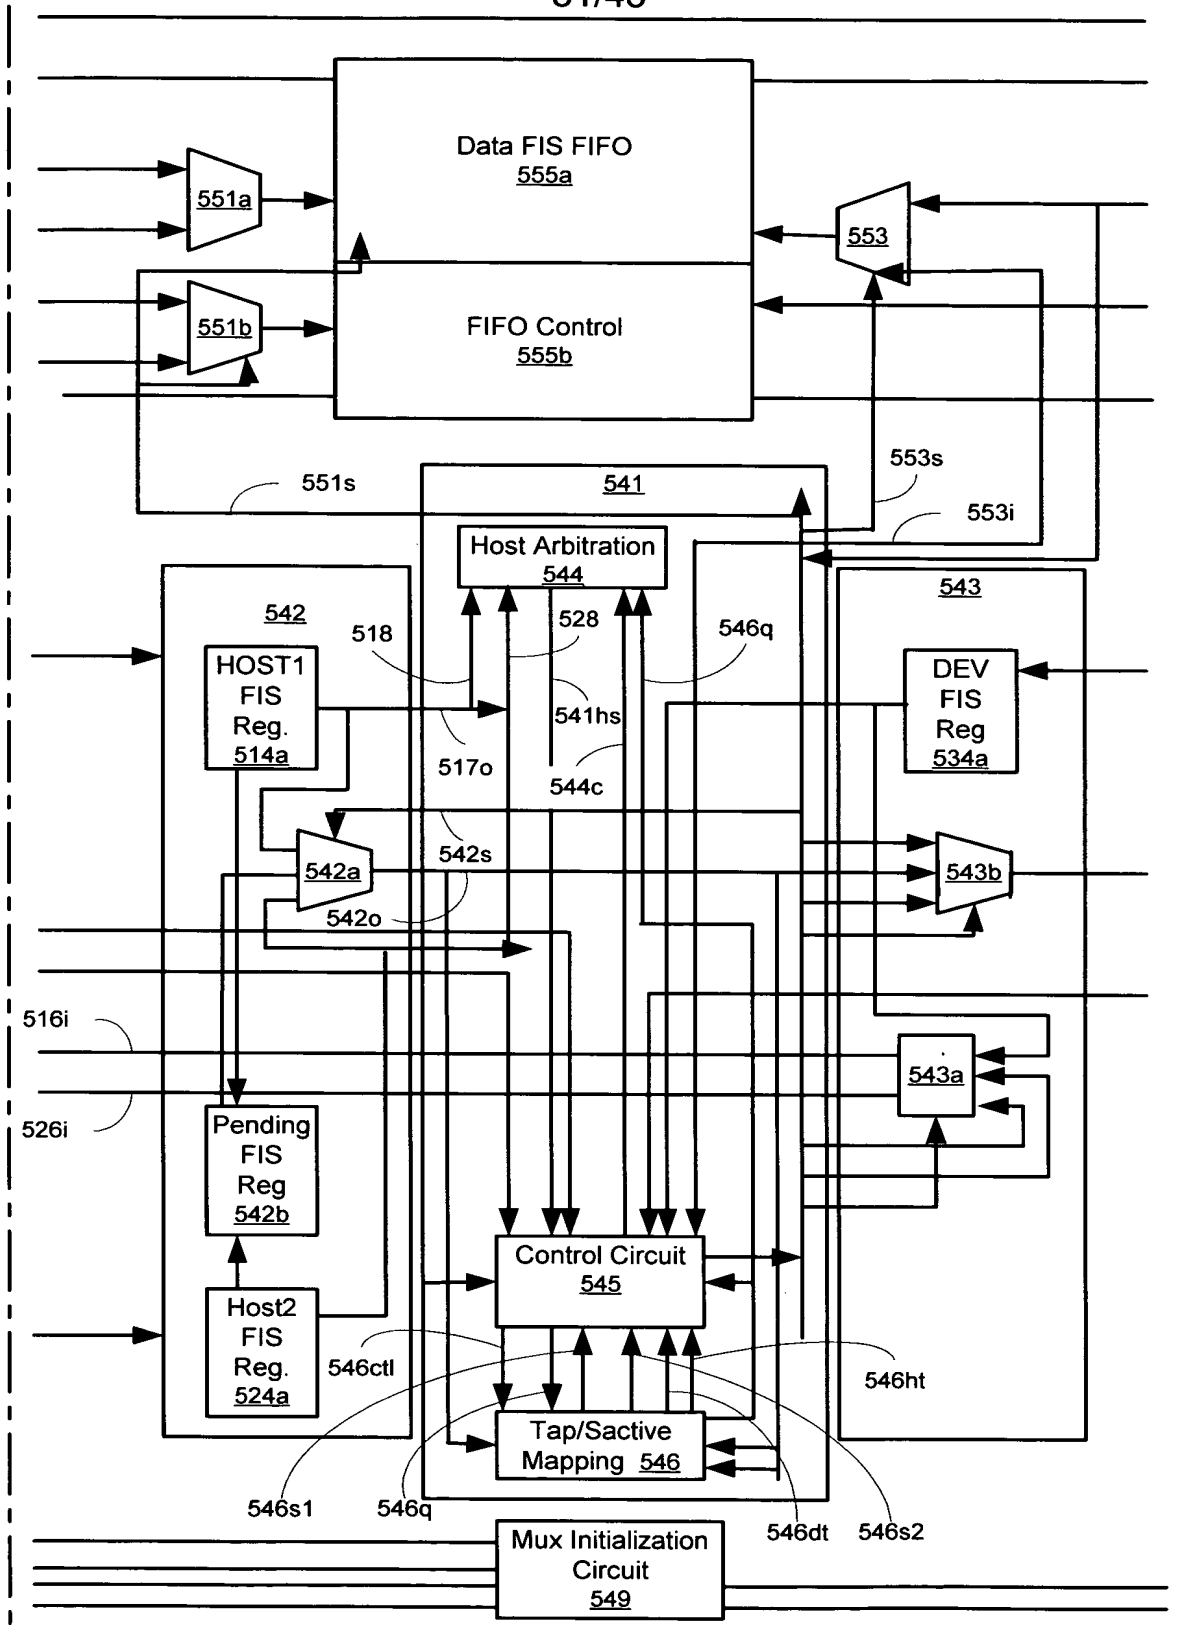 Data FIS FIFO
555a
551a
553
551b
FIFO Control
555b
551s
541
553s
553i
Host Arbitration
544
542
518
528
546q
543
HOST1
FIS
Reg.
514a
541hs
517o
544c
DEV
FIS
Reg
534a
542s
542a
542o
543b
516i
543a
526i
Pending
FIS
Reg
542b
Control Circuit
545
Host2
FIS
Reg.
524a
546ctl
546ht
Tap/Sactive
Mapping 546
546s1
546q
546dt
546s2
Mux Initialization
Circuit
549